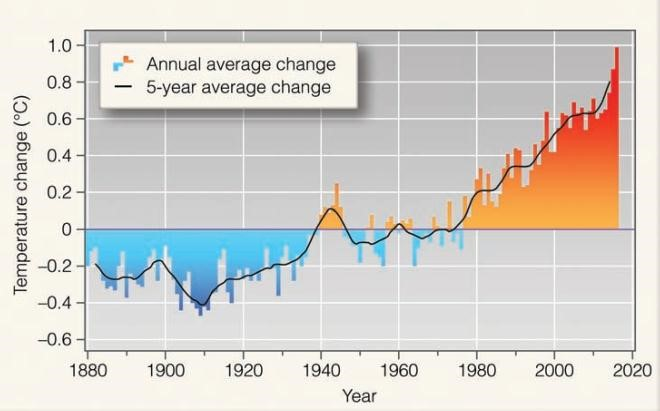 1.0
0.8
0.6
0.4
0.2
0
–0.2
–0.4
–0.6
Temperature change (°C)
Annual average change
5-year average change
1880 1900 1920 1940 1960 1980 2000 2020
Year